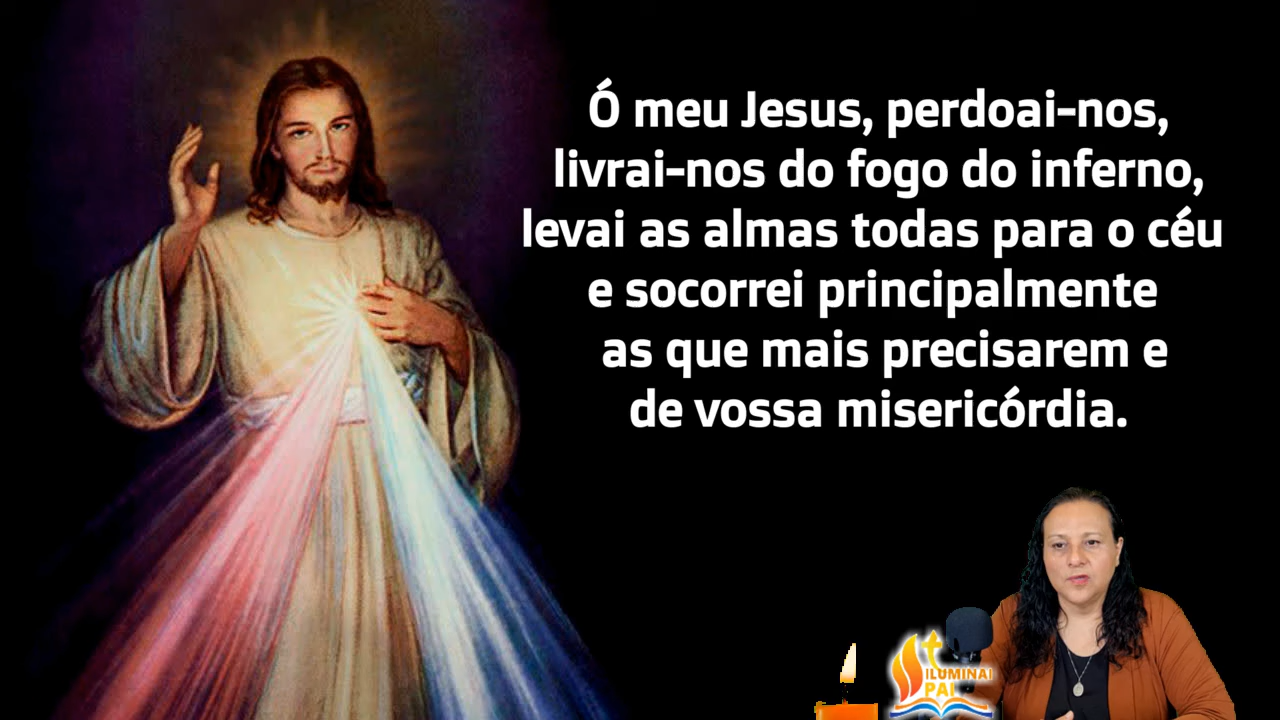 Ó meu Jesus, perdoai-nos,
livrai-nos do fogo do inferno,
levai as almas todas para o céu
e socorrei principalmente
as que mais precisarem e
de vossa misericórdia.
ILUMINAI
PAI